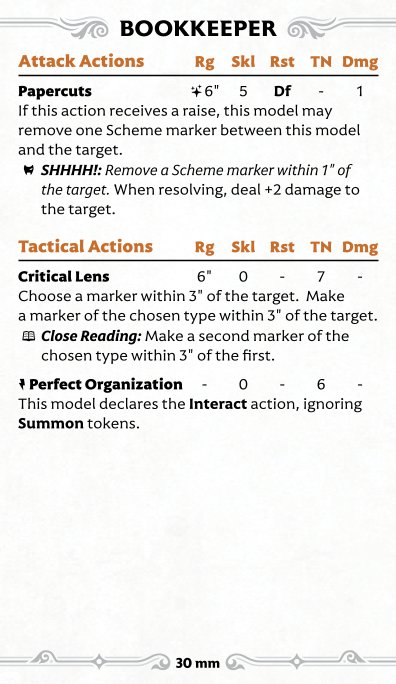 BOOKKEEPER
Attack Actions Rg Skl Rst TN Dmg
Papercuts 6" 5 Df - 1
If this action receives a raise, this model may
remove one Scheme marker between this model
and the target.
SHHHH!: Remove a Scheme marker within 1" of
the target. When resolving, deal +2 damage to
the target.
Tactical Actions Rg Skl Rst TN Dmg
Critical Lens 6" 0 - 7 -
Choose a marker within 3" of the target. Make
a marker of the chosen type within 3" of the target.
Close Reading: Make a second marker of the
chosen type within 3" of the first.
Perfect Organization - 0 - 6 -
This model declares the Interact action, ignoring
Summon tokens.
30 mm